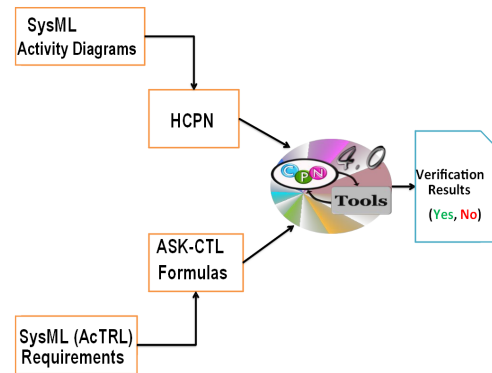 SysML
Activity Diagrams
HCPN
4.0
CPN
Tools
Verification
Results
(Yes, No)
ASK-CTL
Formulas
SysML (AcTRL)
Requirements